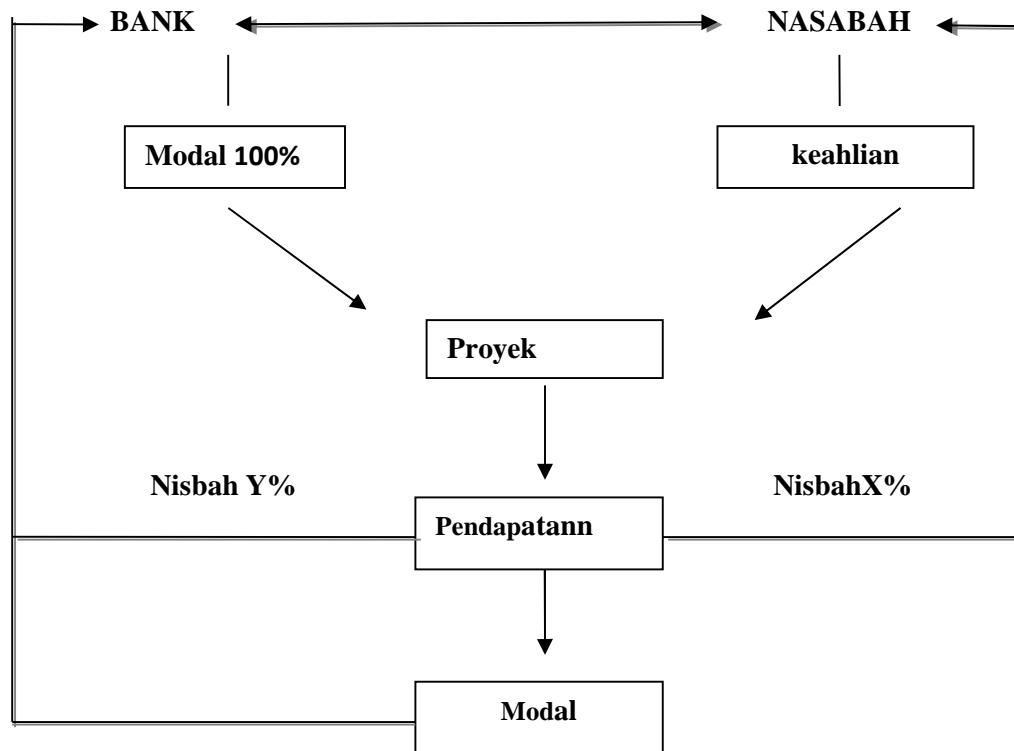 BANK NASABAH
Modal 100% keahlian
Proyek
Nisbah Y% NisbahX%
Pendapatann
Modal